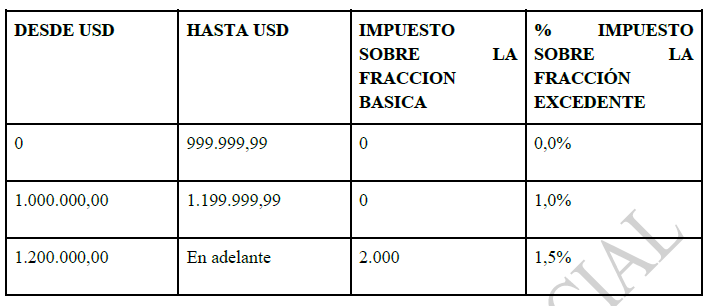 DESDE USD HASTA USD IMPUESTO % IMPUESTO
SOBRE LA SOBRE LA
FRACCION FRACCIÓN
BASICA EXCEDENTE
0 999.999,99 0 0,0%
1.000.000,00 1.199.999,99 0 1,0%
1.200.000,00 En adelante 2.000 1,5%
CIAL